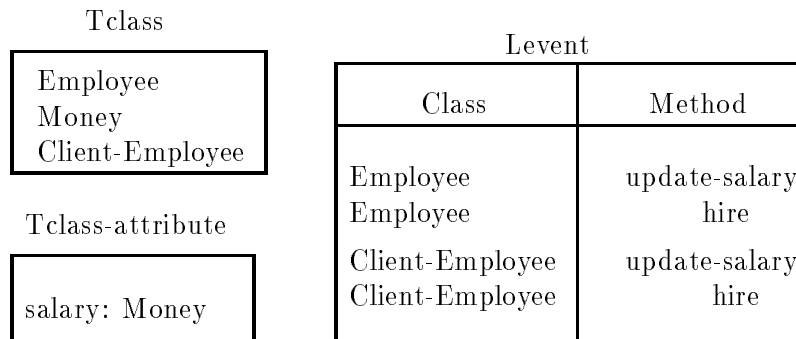 Tclass
Employee
Money
Client-Employee
Tclass-attribute
salary: Money
Levent
Class Method
Employee update-salary
Employee hire
Client-Employee update-salary
Client-Employee hire